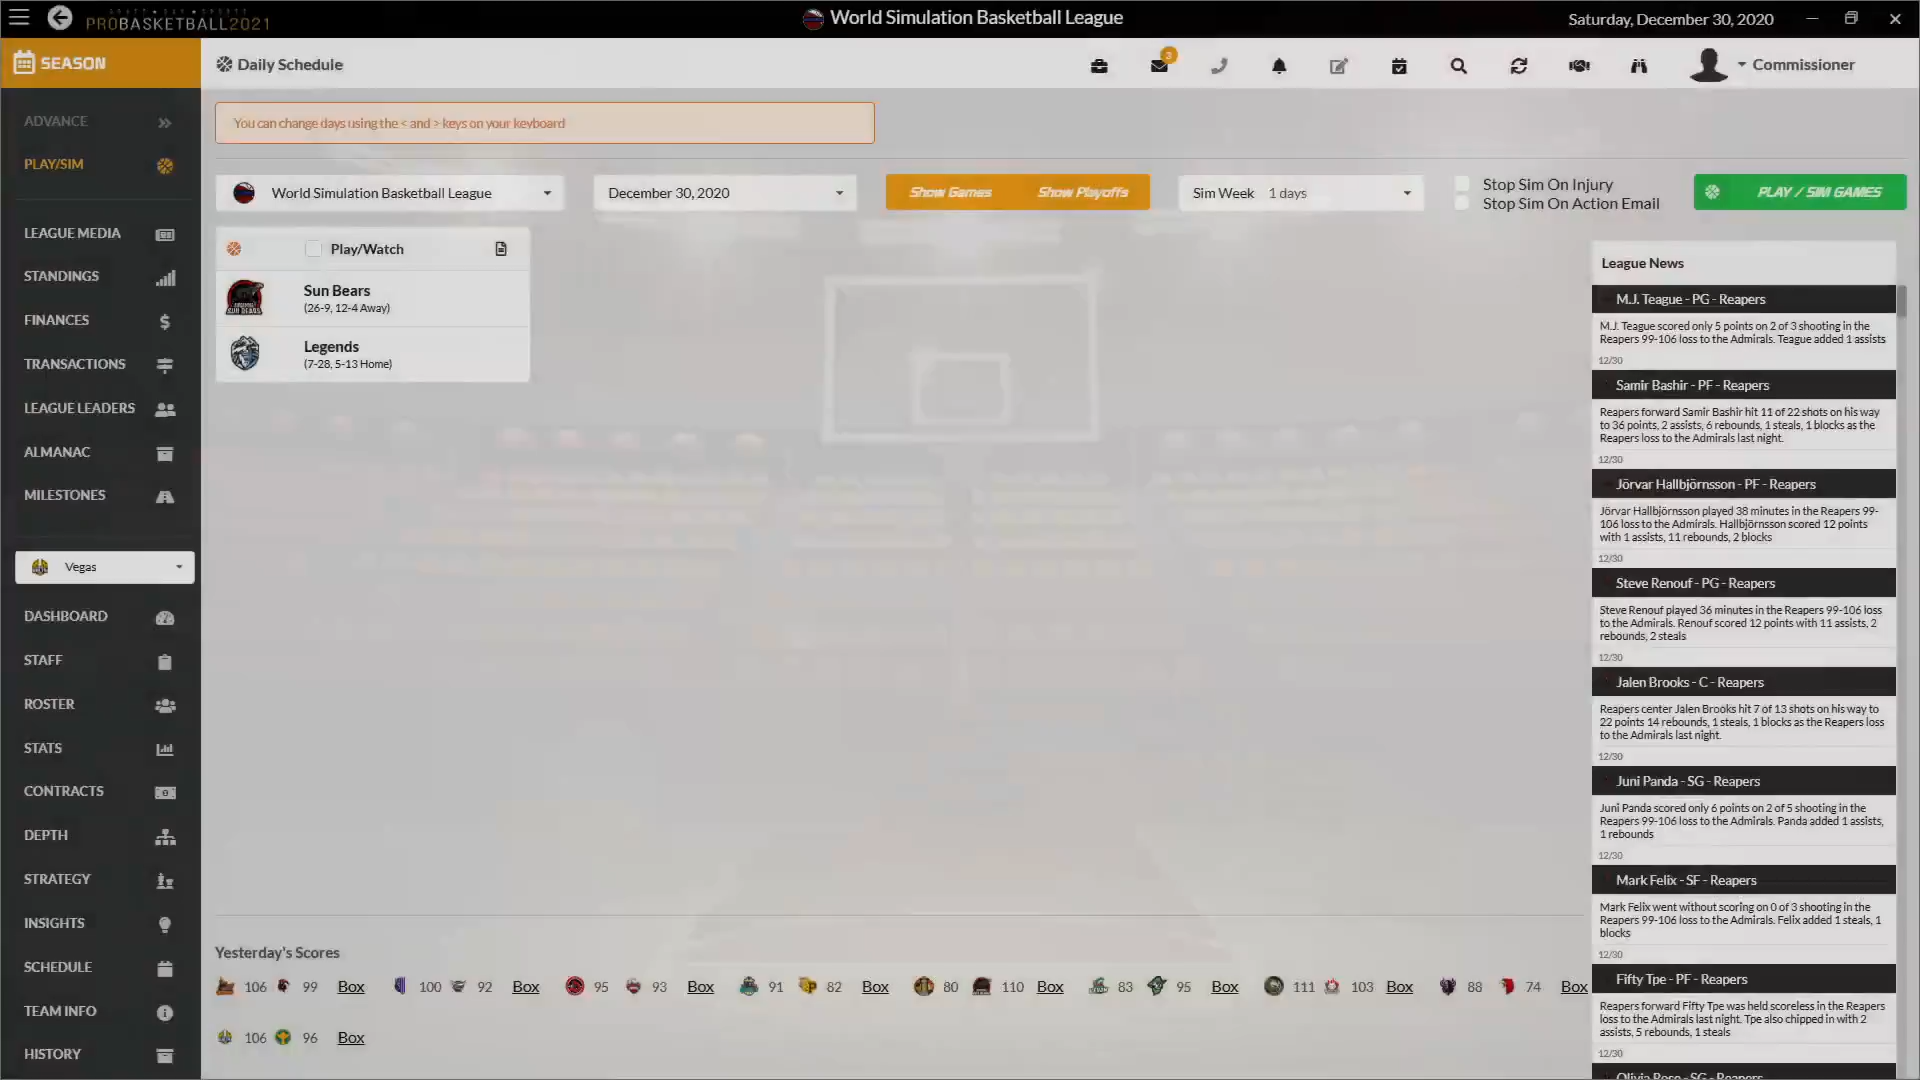 DRAFT DAY SPORTS
PROBASKETBALL2021
World Simulation Basketball League
Saturday, December 30, 2020
SEASON
Daily Schedule
3
Commissioner
ADVANCE
PLAY/SIM
LEAGUE MEDIA
STANDINGS
FINANCES
TRANSACTIONS
LEAGUE LEADERS
ALMANAC
MILESTONES
Vegas
DASHBOARD
STAFF
ROSTER
STATS
CONTRACTS
DEPTH
STRATEGY
INSIGHTS
SCHEDULE
TEAM INFO
HISTORY
You can change days using the < and > keys on your keyboard
World Simulation Basketball League
December 30, 2020
Show Games Show Playoffs
Sim Week 1 days
Stop Sim On Injury
Stop Sim On Action Email
PLAY / SIM GAMES
Play/Watch
Sun Bears
(26-9, 12-4 Away)
Legends
(7-28, 5-13 Home)
League News
M.J. Teague - PG - Reapers
M.J. Teague scored only 5 points on 2 of 3 shooting in the
Reapers 99-106 loss to the Admirals. Teague added 1 assists
12/30
Samir Bashir - PF - Reapers
Reapers forward Samir Bashir hit 11 of 22 shots on his way
to 36 points, 2 assists, 6 rebounds, 1 steals, 1 blocks as the
Reapers loss to the Admirals last night.
12/30
Jörvar Hallbjörnsson - PF - Reapers
Jörvar Hallbjörnsson played 38 minutes in the Reapers 99-
106 loss to the Admirals. Hallbjörnsson scored 12 points
with 1 assists, 11 rebounds, 2 blocks
12/30
Steve Renouf - PG - Reapers
Steve Renouf played 36 minutes in the Reapers 99-106 loss
to the Admirals. Renouf scored 12 points with 11 assists, 2
rebounds, 2 steals
12/30
Jalen Brooks - C - Reapers
Reapers center Jalen Brooks hit 7 of 13 shots on his way to
22 points 14 rebounds, 1 steals, 1 blocks as the Reapers loss
to the Admirals last night.
12/30
Juni Panda - SG - Reapers
Juni Panda scored only 6 points on 2 of 5 shooting in the
Reapers 99-106 loss to the Admirals. Panda added 1 assists,
1 rebounds
12/30
Mark Felix - SF - Reapers
Mark Felix went without scoring on 0 of 3 shooting in the
Reapers 99-106 loss to the Admirals. Felix added 1 steals, 1
blocks
12/30
Fifty Tpe - PF - Reapers
Reapers forward Fifty Tpe was held scoreless in the Reapers
loss to the Admirals last night. Tpe also chipped in with 2
assists, 5 rebounds, 1 steals
12/30
Olivia Rose - SG - Reapers
Yesterday's Scores
106 99 Box 100 92 Box 95 93 Box 91 82 Box 80 110 Box 83 95 Box 111 103 Box 88 74 Box
106 96 Box